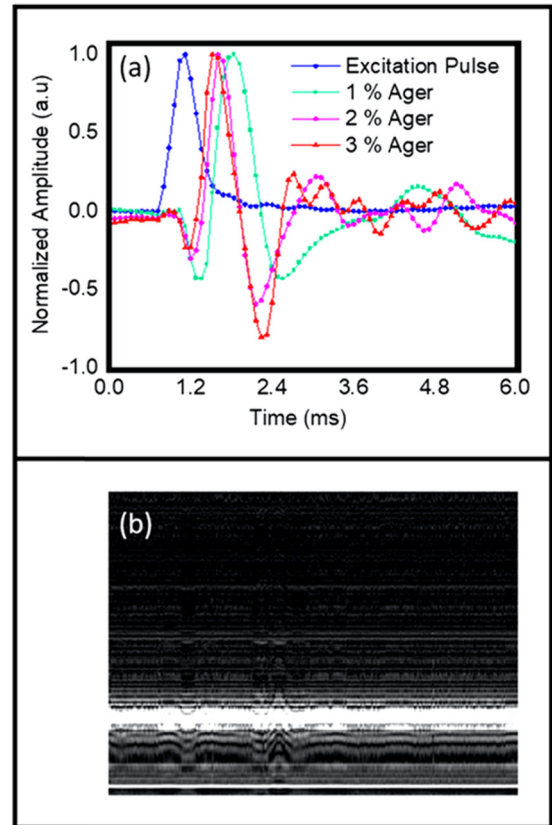 (a)
Excitation Pulse
1 % Ager
2 % Ager
3 % Ager
Normalized Amplitude (a.u)
1.0
0.5
0.0
-0.5
-1.0
0.0 1.2 2.4 3.6 4.8 6.0
Time (ms)
(b)